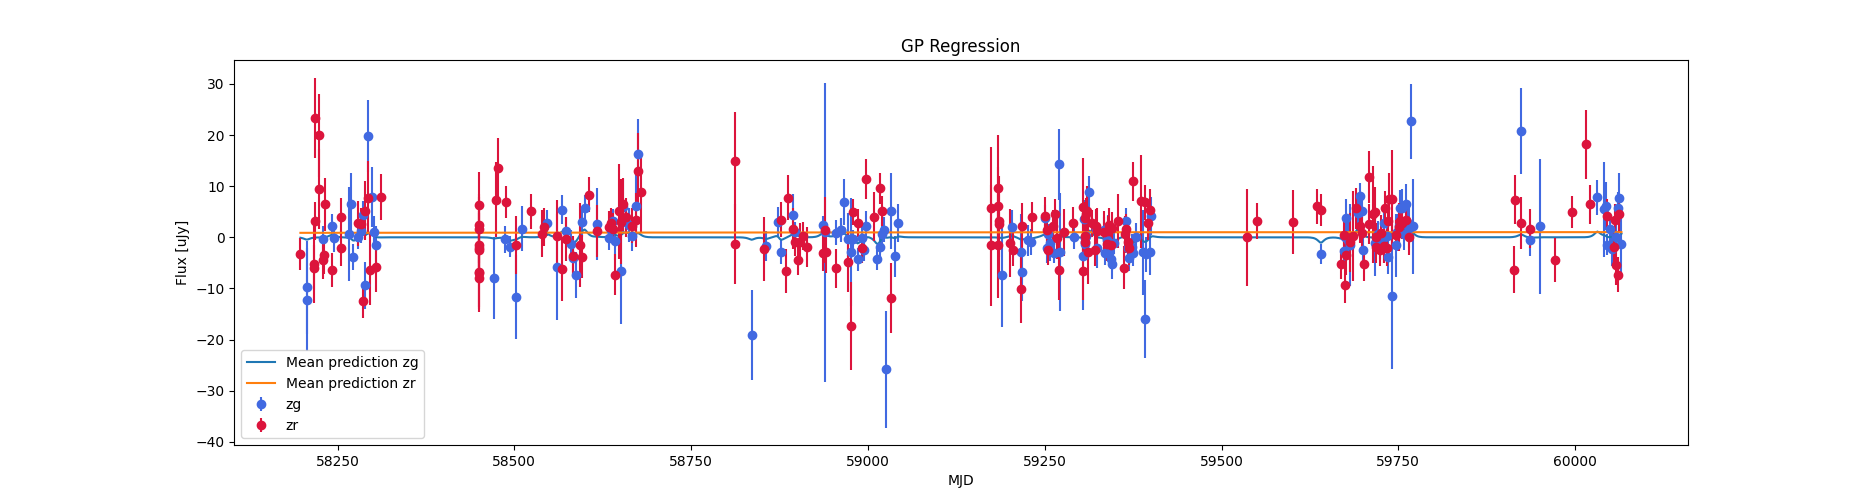 GP Regression
Flux [uJy]
30
20
10
0
−10
−20
−30
−40
Mean prediction zg
Mean prediction zr
zg
zr
58250 58500 58750 59000 59250 59500 59750 60000
MJD